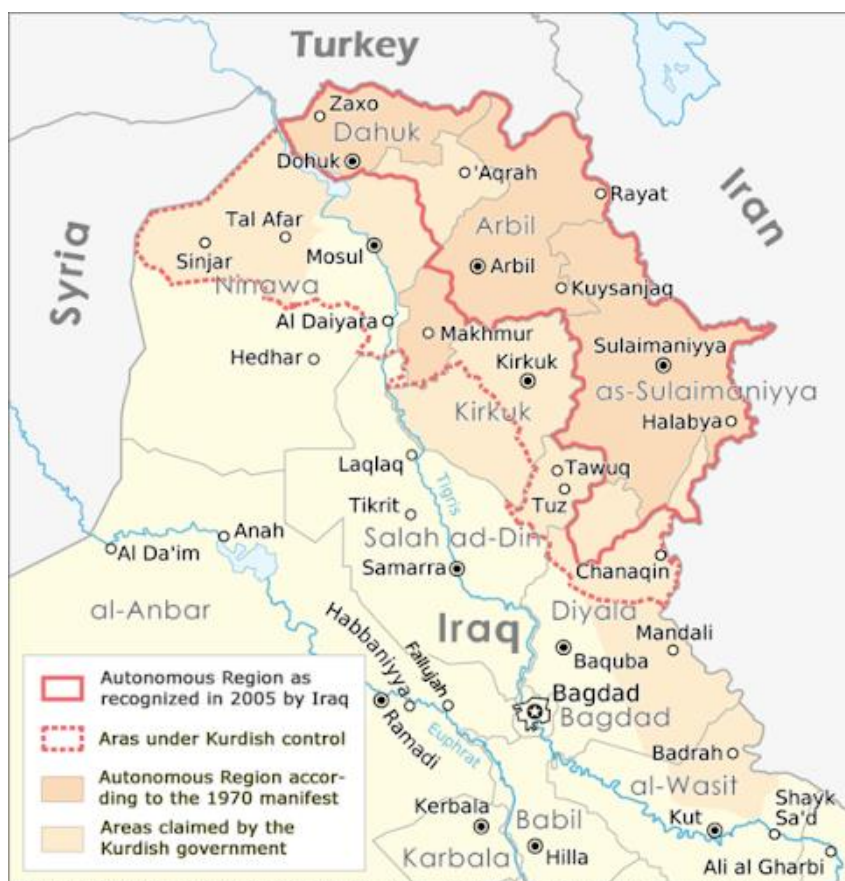 Turkey
Zaxo
Dahuk
Dohuk
'Aqrah
Rayat
Iran
Arbil
Tal Afar
Sinjar
Mosul
Arbil
Syria
Ninawa
Kuysanjaq
Al Daiyara
Makhmur
Hedhar
Kirkuk
Sulaimaniyya
as-Sulaimaniyya
Kirkuk
Halabya
Laqlaq
Tawuq
Tigris
Tuz
Tikrit
Salah ad-Din
Anah
Al Da'im
Chanaqin
Samarra
al-Anbar
Diyala
Habbaniyya
Iraq
Mandali
Fallujah
Baquba
Bagdad
Bagdad
Ramadi
Euphrat
Badrah
al-Wasit
Shayk
Sa'd
Kerbala
Babil
Kut
Karbala
Hilla
Ali al Gharbi
Autonomous Region as
recognized in 2005 by Iraq
Aras under Kurdish control
Autonomous Region accor-
ding to the 1970 manifest
Areas claimed by the
Kurdish government